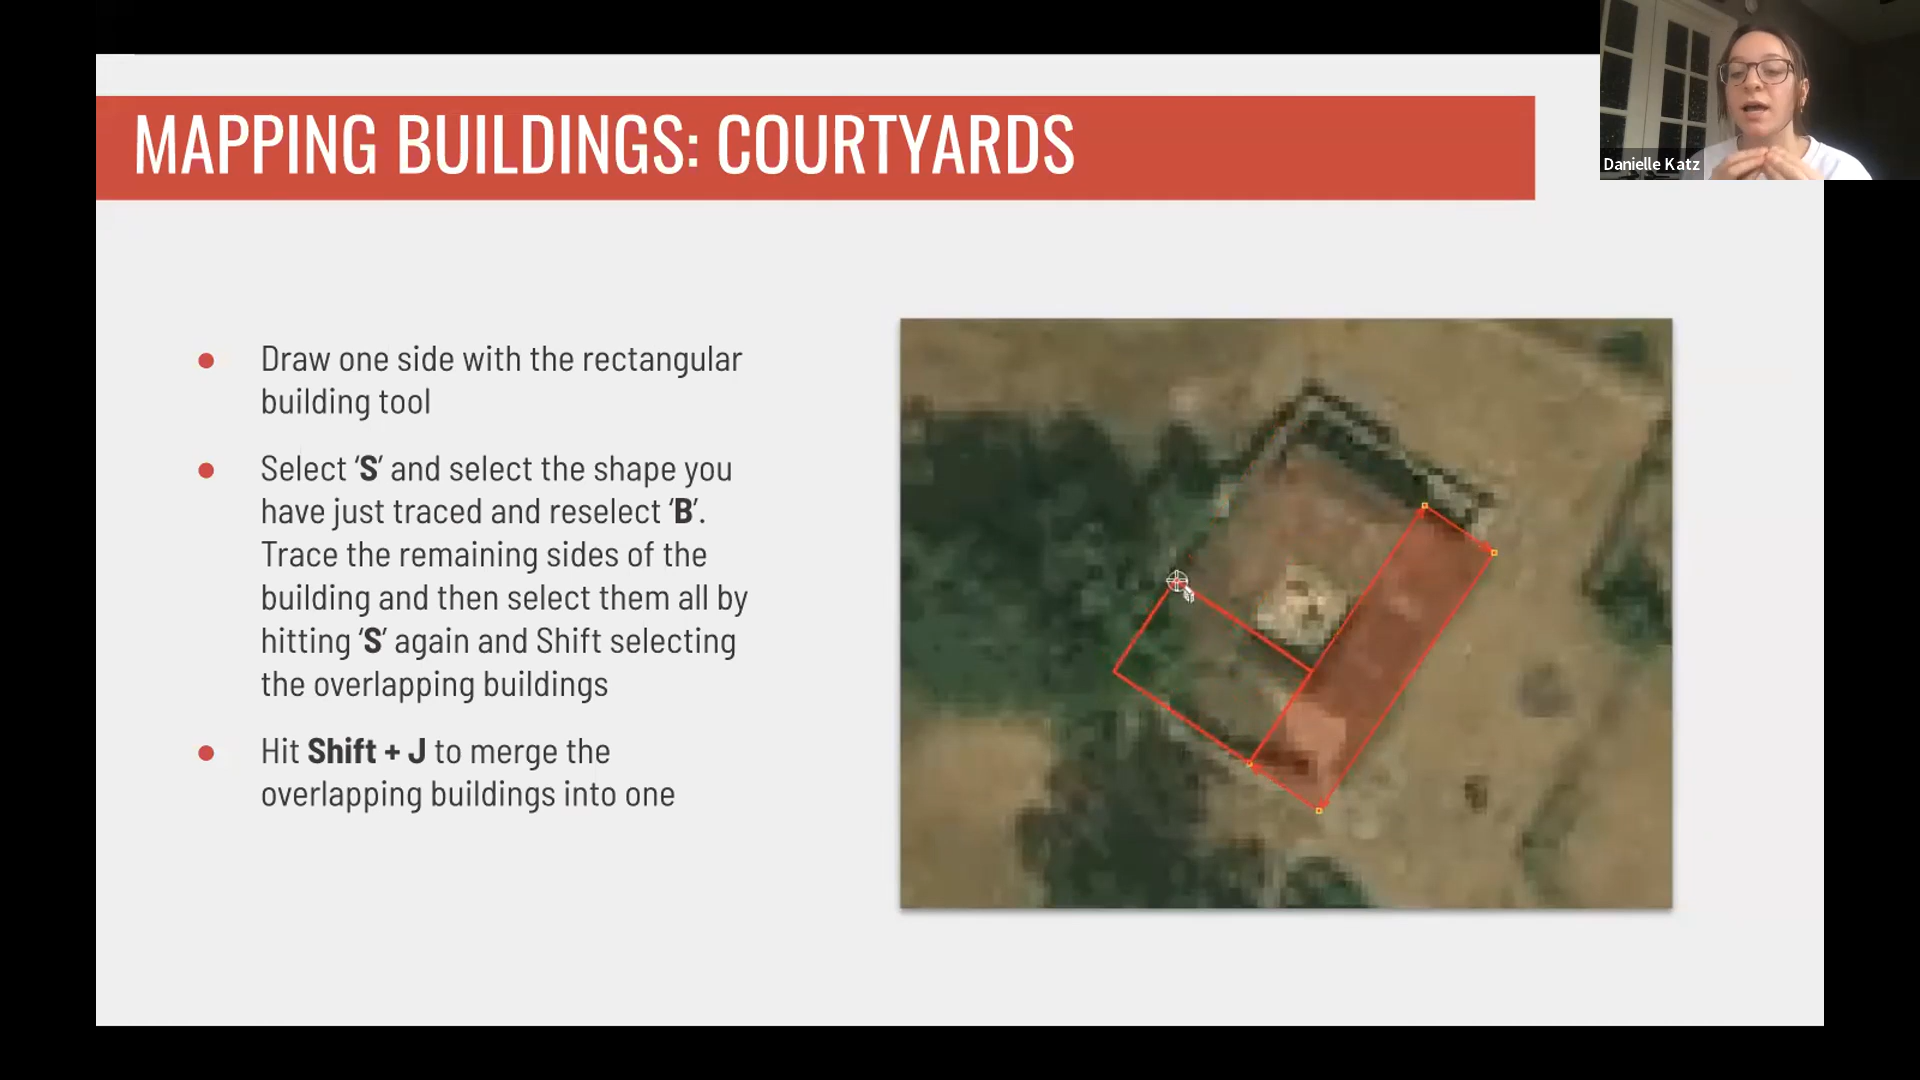 MAPPING BUILDINGS: COURTYARDS
Danielle Katz
● Draw one side with the rectangular
building tool
● Select ‘S’ and select the shape you
have just traced and reselect ‘B’.
Trace the remaining sides of the
building and then select them all by
hitting ‘S’ again and Shift selecting
the overlapping buildings
● Hit Shift + J to merge the
overlapping buildings into one